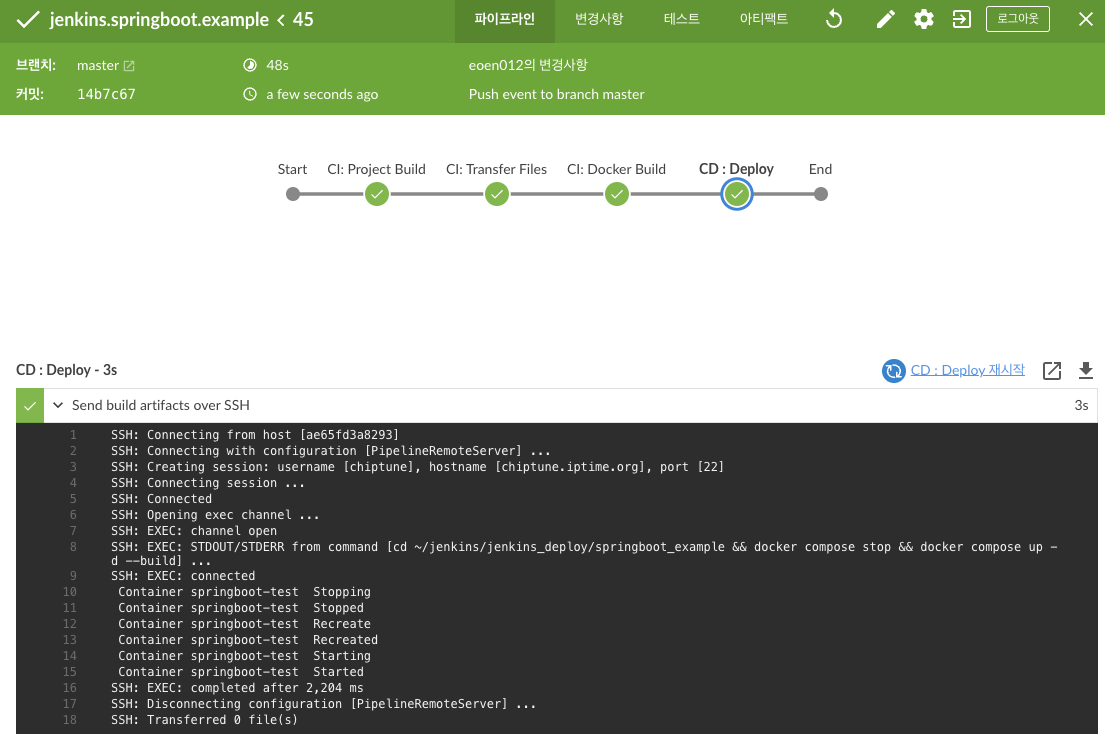 jenkins.springboot.example < 45 파이프라인 변경사항 테스트 아티팩트 로그아웃
브랜치: master 48s eoen012의 변경사항
커밋: 14b7c67 a few seconds ago Push event to branch master
Start CI: Project Build CI: Transfer Files CI: Docker Build CD : Deploy End
CD : Deploy - 3s CD : Deploy 재시작
Send build artifacts over SSH 3s
1 SSH: Connecting from host [ae65fd3a8293]
2 SSH: Connecting with configuration [PipelineRemoteServer] ...
3 SSH: Creating session: username [chiptune], hostname [chiptune.iptime.org], port [22]
4 SSH: Connecting session ...
5 SSH: Connected
6 SSH: Opening exec channel ...
7 SSH: EXEC: channel open
8 SSH: EXEC: STDOUT/STDERR from command [cd ~/jenkins/jenkins_deploy/springboot_example && docker compose stop && docker compose up -
d --build] ...
9 SSH: EXEC: connected
10 Container springboot-test Stopping
11 Container springboot-test Stopped
12 Container springboot-test Recreate
13 Container springboot-test Recreated
14 Container springboot-test Starting
15 Container springboot-test Started
16 SSH: EXEC: completed after 2,204 ms
17 SSH: Disconnecting configuration [PipelineRemoteServer] ...
18 SSH: Transferred 0 file(s)